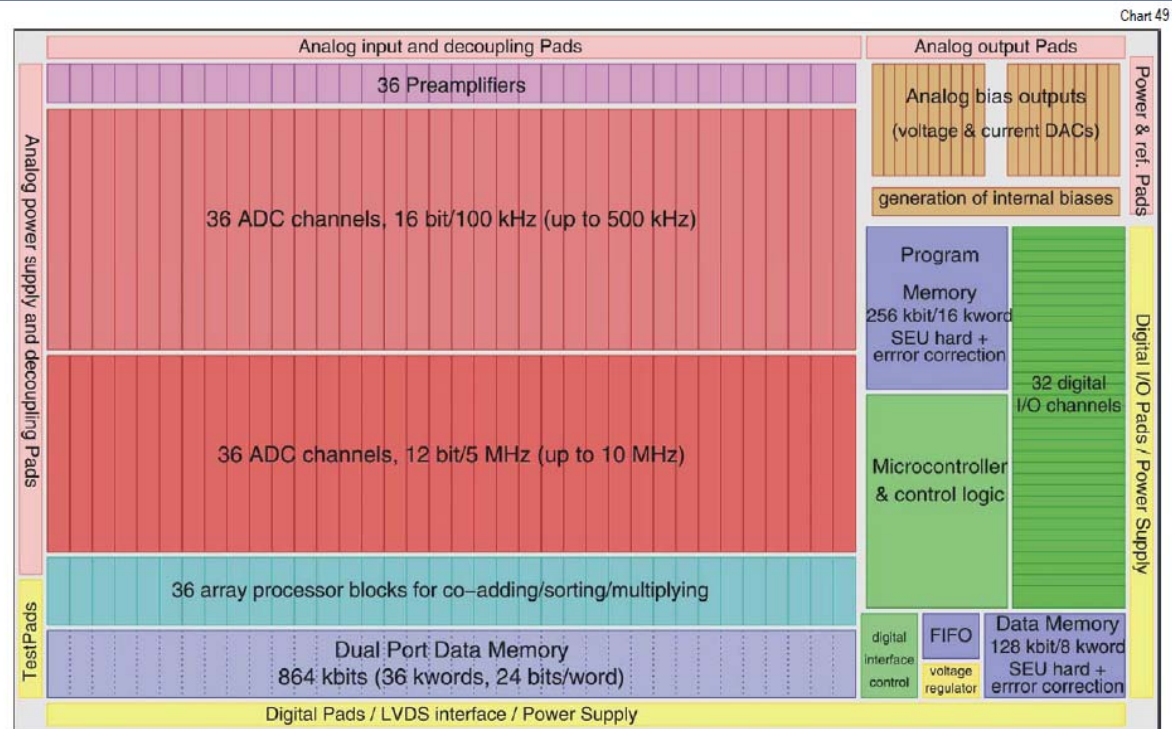 Chart 49
Analog input and decoupling Pads
Analog output Pads
36 Preamplifiers
Analog bias outputs
(voltage & current DACs)
Power & ref. Pads
Analog power supply and decoupling Pads
36 ADC channels, 16 bit/100 kHz (up to 500 kHz)
generation of internal biases
Program
Memory
256 kbit/16 kword
SEU hard +
errror correction
32 digital
I/O channels
Digital I/O Pads / Power Supply
36 ADC channels, 12 bit/5 MHz (up to 10 MHz)
Microcontroller
& control logic
36 array processor blocks for co-adding/sorting/multiplying
TestPads
Dual Port Data Memory
864 kbits (36 kwords, 24 bits/word)
digital
interface
control
FIFO
voltage
regulator
Data Memory
128 kbit/8 kword
SEU hard +
errror correction
Digital Pads / LVDS interface / Power Supply